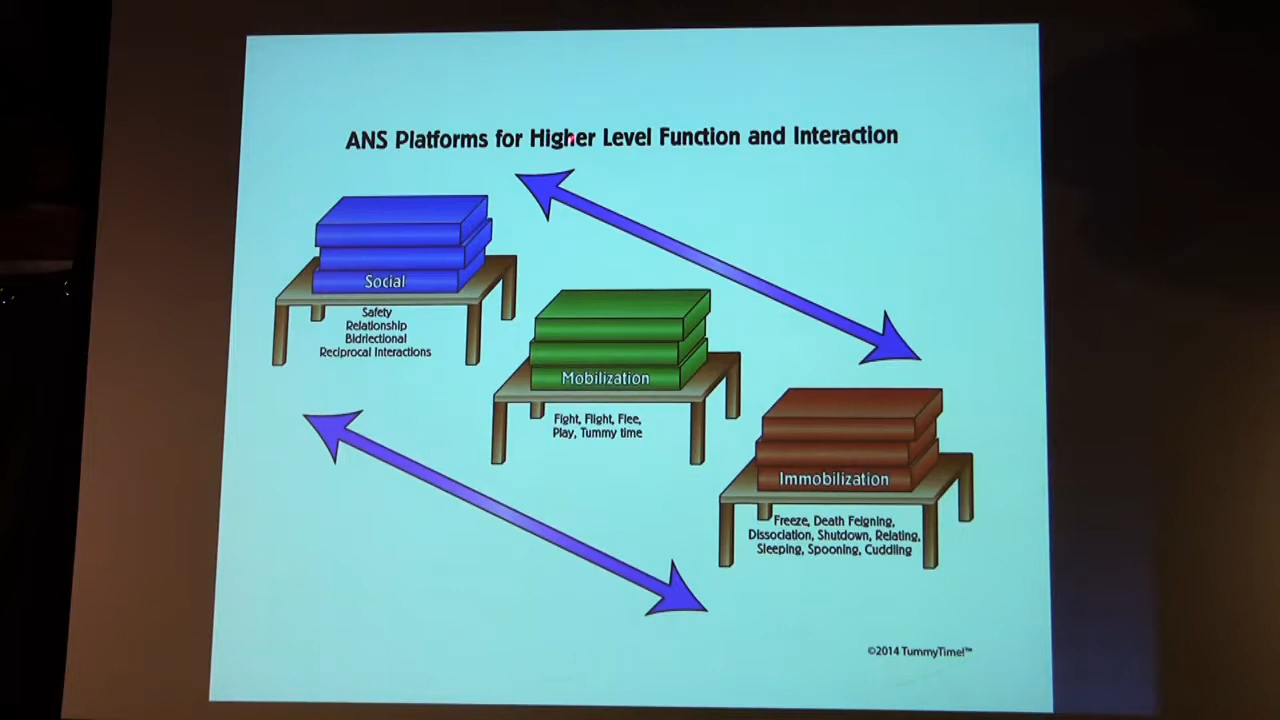 ANS Platforms for Higher Level Function and Interaction
Social
Safety
Relationship
Bidriectional
Reciprocal Interactions
Mobilization
Fight, Flight, Flee,
Play, Tummy time
Immobilization
Freeze, Death Feigning,
Dissociation, Shutdown, Relating,
Sleeping, Spooning, Cuddling
©2014 TummyTime!™